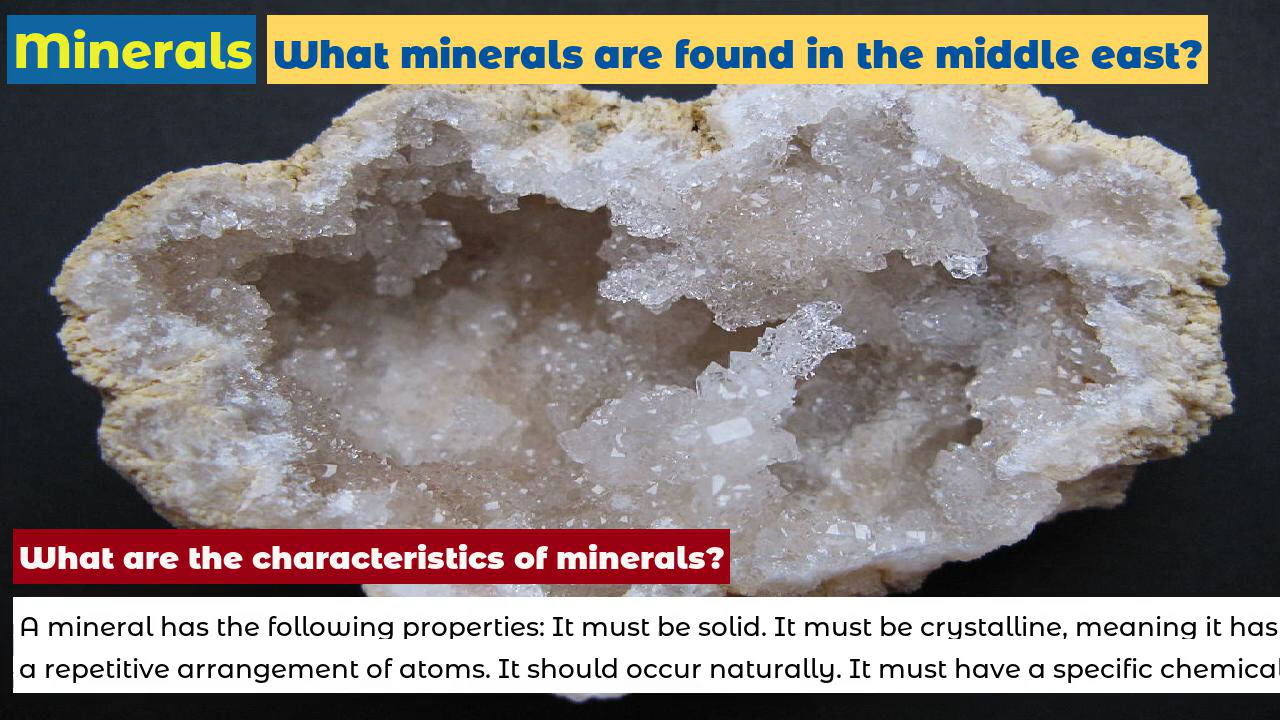 Minerals What minerals are found in the middle east?
What are the characteristics of minerals?
A mineral has the following properties: It must be solid. It must be crystalline, meaning it has
a repetitive arrangement of atoms. It should occur naturally. It must have a specific chemical